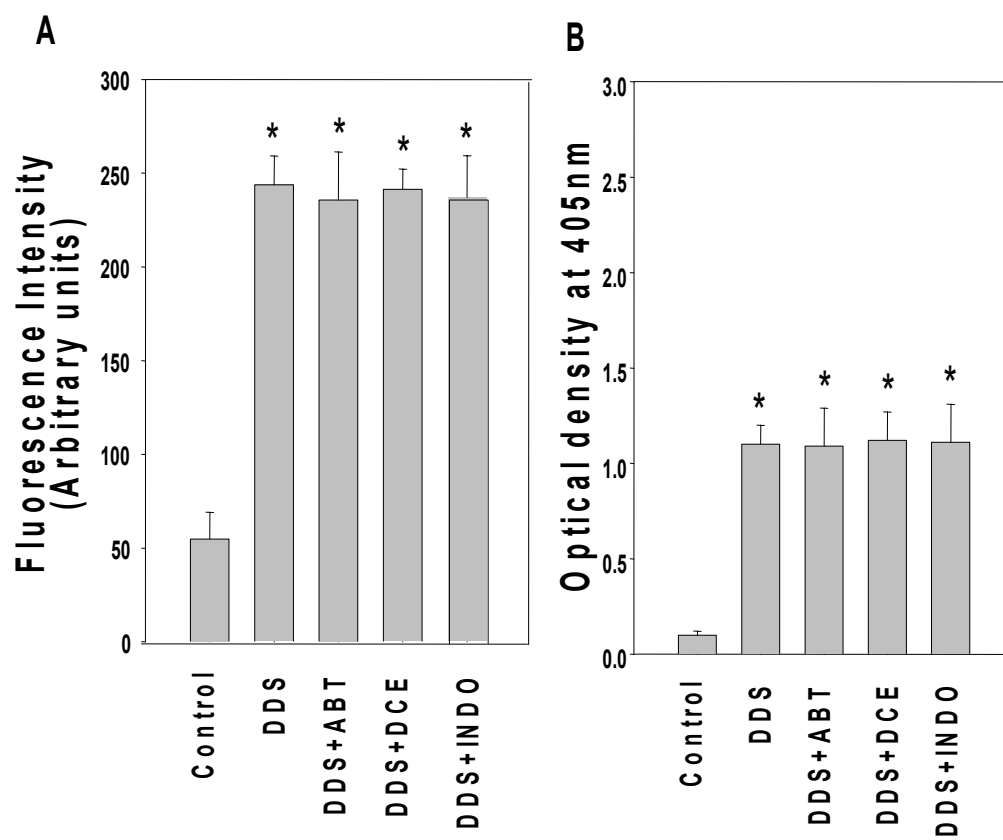 A
Fluorescence Intensity
(Arbitrary units)
300
250
200
150
100
50
0
*
*
*
*
Control
DDS
DDS+ABT
DDS+DCE
DDS+INDO
B
Optical density at 405nm
3.0
2.5
2.0
1.5
1.0
0.5
0.0
*
*
*
*
Control
DDS
DDS+ABT
DDS+DCE
DDS+INDO